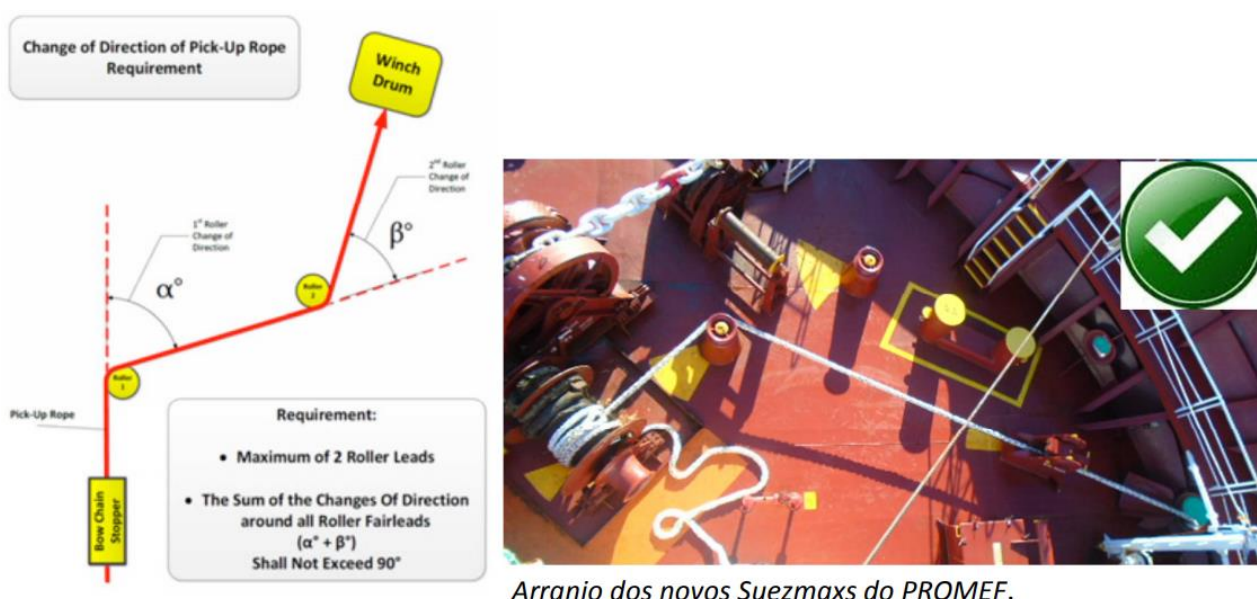 Change of Direction of Pick-Up Rope
Requirement
Winch
Drum
2nd Roller
Change of
Direction
1st Roller
Change of
Direction
β°
α°
Roller
2
Roller
1
Pick-Up Rope
Bow Chain
Stopper
Requirement:
• Maximum of 2 Roller Leads
• The Sum of the Changes Of Direction
around all Roller Fairleads
(α° + β°)
Shall Not Exceed 90°
Arranjo dos novos Suezmaxs do PROMEF.